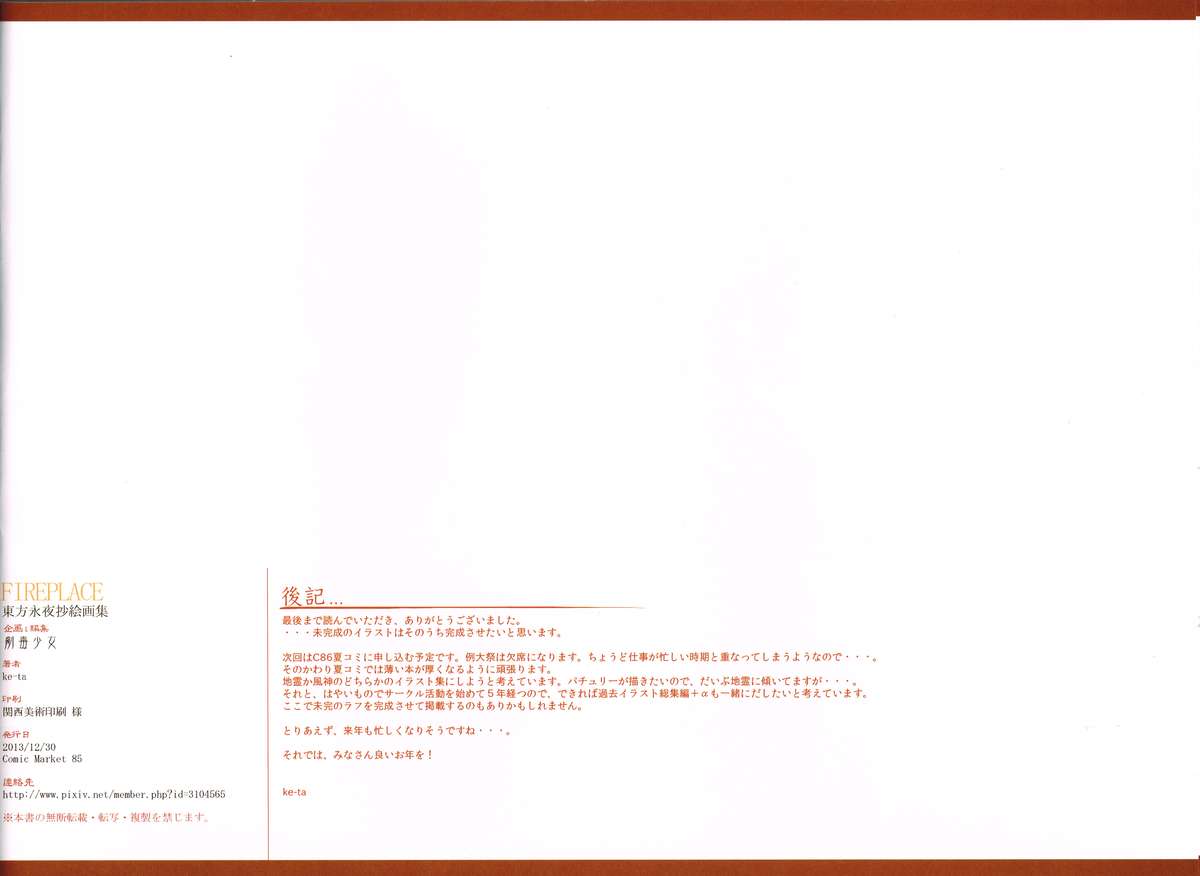 FIREPLACE
東方永夜抄絵画集
企画；編集
劇毒少女
著者
ke-ta
印刷
関西美術印刷 様
発行日
2013/12/30
Comic Market 85
連絡先
http://www.pixiv.net/member.php?id=3104565
※本書の無断転載・転写・複製を禁じます。
後記...
最後まで読んでいただき、ありがとうございました。
・・・未完成のイラストはそのうち完成させたいと思います。
次回はC86夏コミに申し込む予定です。例大祭は欠席になります。ちょうど仕事が忙しい時期と重なってしまうようなので・・・。
そのかわり夏コミでは薄い本が厚くなるように頑張ります。
地霊か風神のどちらかのイラスト集にしようと考えています。パチュリーが描きたいので、だいぶ地霊に傾いてますが・・・。
それと、はやいものでサークル活動を始めて５年経つので、できれば過去イラスト総集編＋αも一緒にだしたいと考えています。
ここで未完のラフを完成させて掲載するのもありかもしれません。
とりあえず、来年も忙しくなりそうですね・・・。
それでは、みなさん良いお年を！
ke-ta